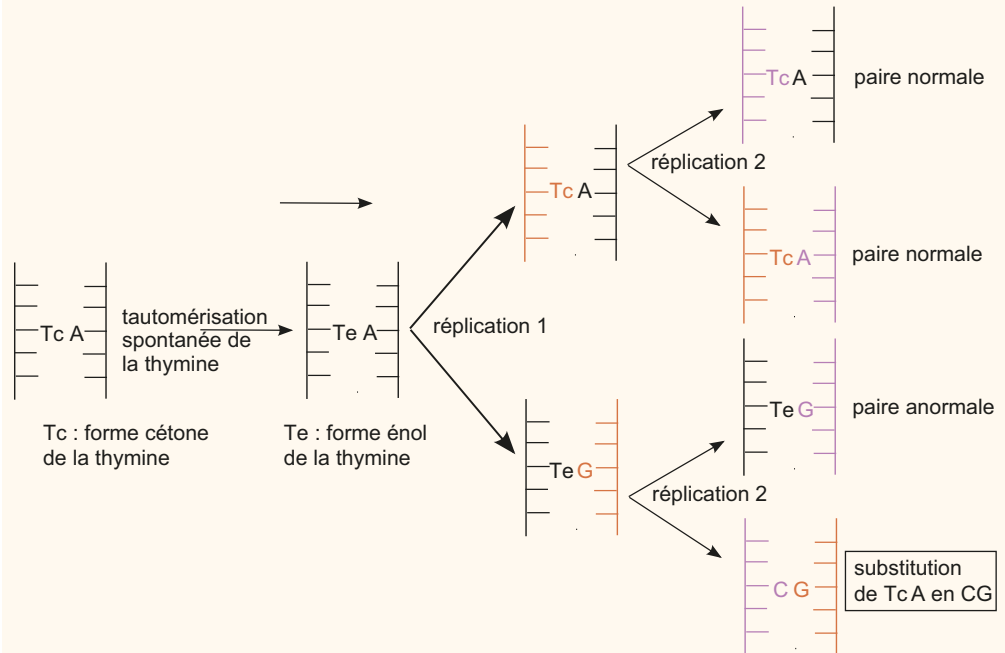 Tc A
paire normale
réplication 2
Tc A
Tc A
paire normale
Tc A
tautomérisation
spontanée de
la thymine
Te A
réplication 1
Tc : forme cétone
de la thymine
Te : forme énol
de la thymine
Te G
paire anormale
Te G
réplication 2
C G
substitution
de Tc A en CG